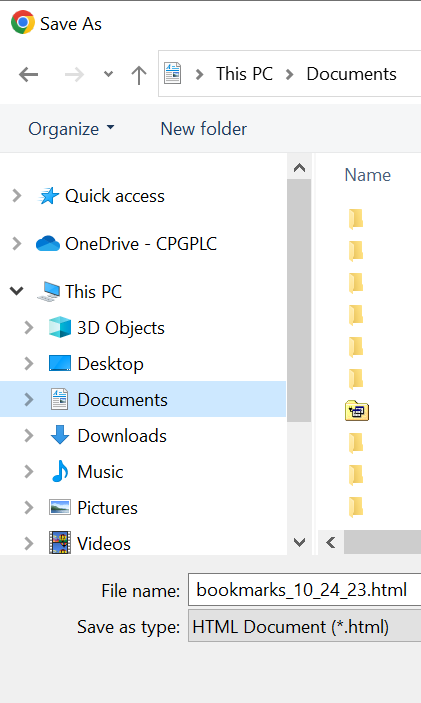 Save As
This PC Documents
Organize New folder
Name
Quick access
OneDrive - CPGPLC
This PC
3D Objects
Desktop
Documents
Downloads
Music
Pictures
Videos
File name: bookmarks_10_24_23.html
Save as type: HTML Document (*.html)